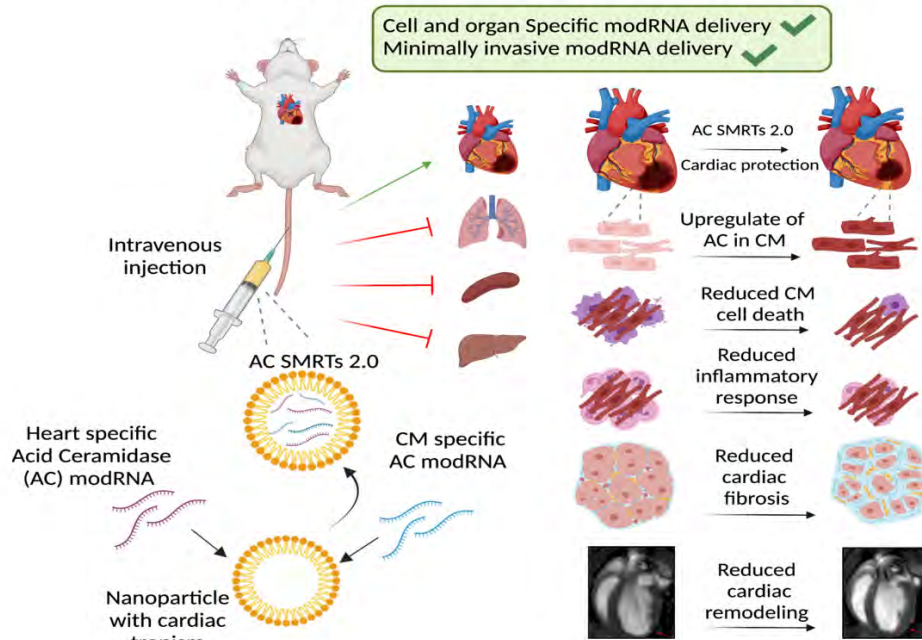 Cell and organ Specific modRNA delivery
Minimally invasive modRNA delivery
Intravenous
injection
AC SMRTs 2.0
Heart specific
Acid Ceramidase
(AC) modRNA
CM specific
AC modRNA
Nanoparticle
with cardiac
tropism
AC SMRTs 2.0
Cardiac protection
Upregulate of
AC in CM
Reduced CM
cell death
Reduced
inflammatory
response
Reduced
cardiac
fibrosis
Reduced
cardiac
remodeling